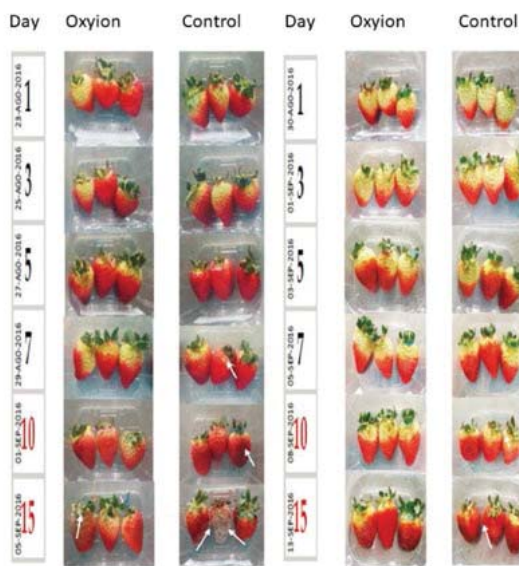 Day Oxyion Control Day Oxyion Control
23-AGO-2016 1
30-AGO-2016 1
25-AGO-2016 3
01-SEP-2016 3
27-AGO-2016 5
03-SEP-2016 5
29-AGO-2016 7
05-SEP-2016 7
01-SEP-2016 10
08-SEP-2016 10
05-SEP-2016 15
13-SEP-2016 15